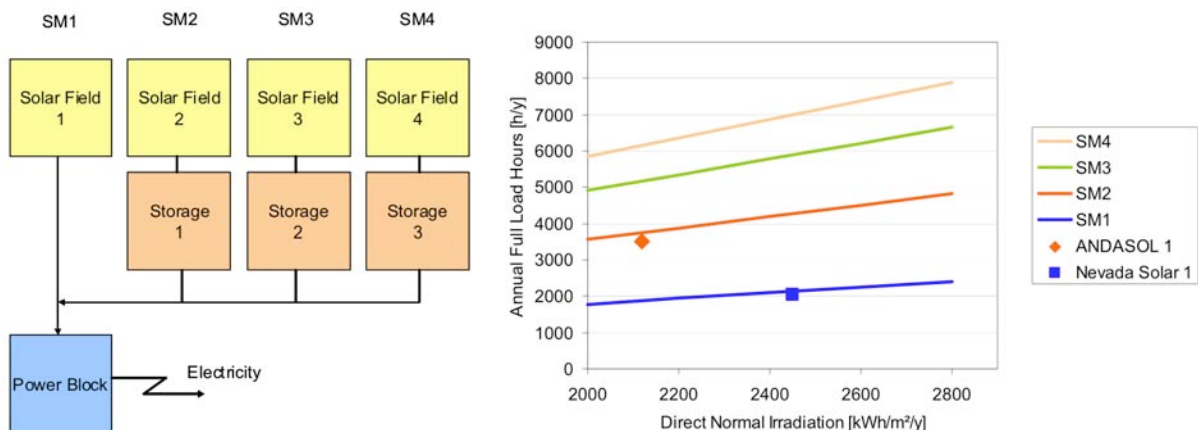 SM1
SM2
SM3
SM4
Solar Field
1
Solar Field
2
Solar Field
3
Solar Field
4
Storage
1
Storage
2
Storage
3
Power Block
Electricity
Annual Full Load Hours [h/y]
9000
8000
7000
6000
5000
4000
3000
2000
1000
0
2000
2200
2400
2600
2800
Direct Normal Irradiation [kWh/m²/y]
SM4
SM3
SM2
SM1
ANDASOL 1
Nevada Solar 1